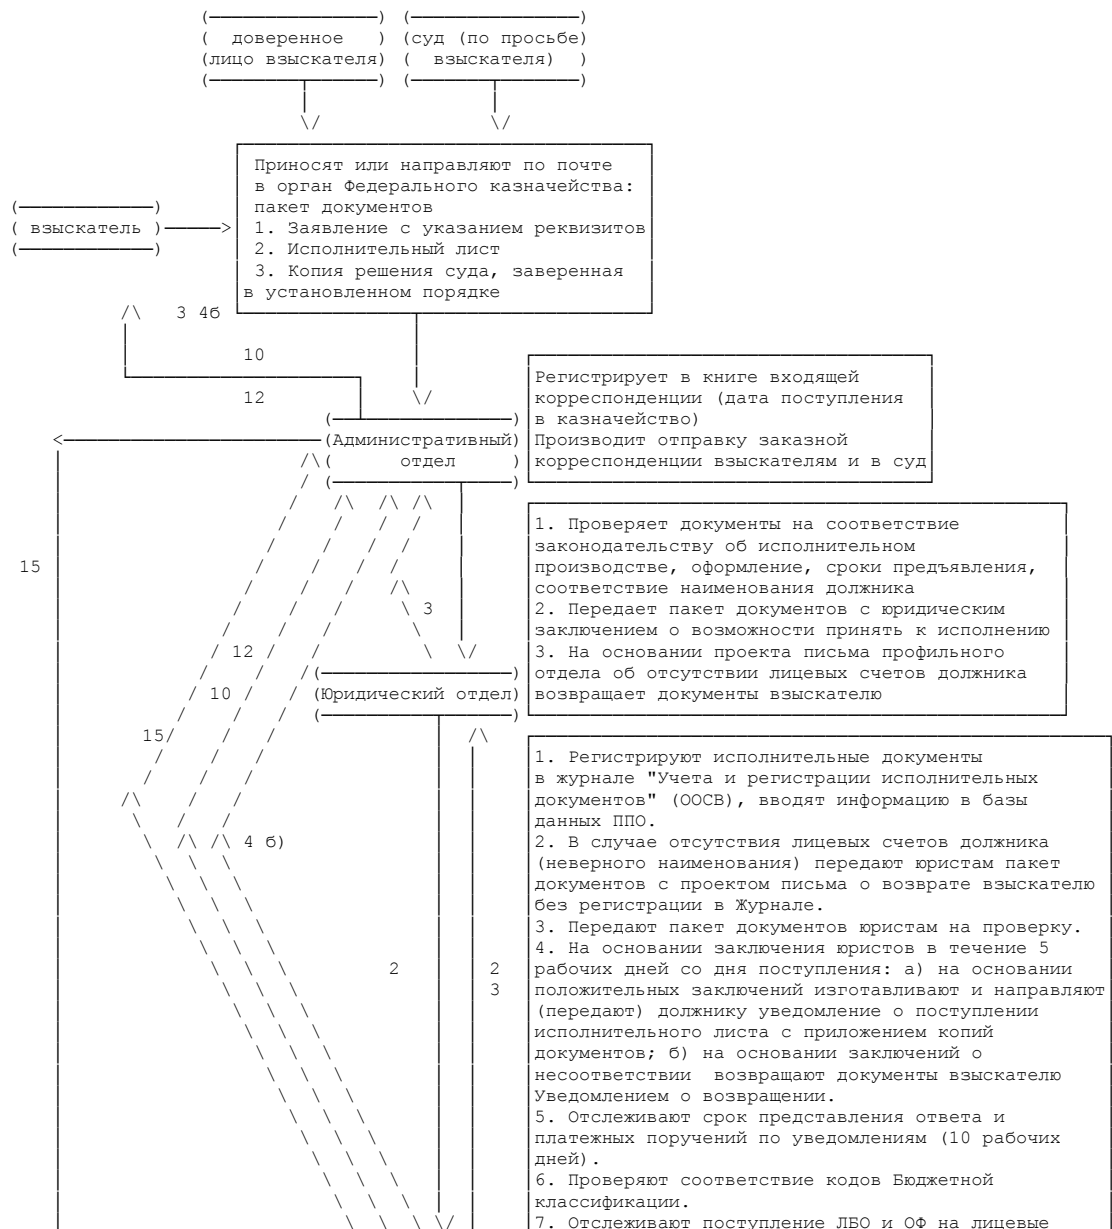 доверенное
лицо взыскателя
суд (по просьбе
взыскателя)
Приносят или направляют по почте
в орган Федерального казначейства:
пакет документов
взыскатель
1. Заявление с указанием реквизитов
2. Исполнительный лист
3. Копия решения суда, заверенная
в установленном порядке
3 4б
10
12
Административный
отдел
Регистрирует в книге входящей
корреспонденции (дата поступления
в казначейство)
Производит отправку заказной
корреспонденции взыскателям и в суд
15
3
12
10
15
Юридический отдел
1. Проверяет документы на соответствие
законодательству об исполнительном
производстве, оформление, сроки предъявления,
соответствие наименования должника
2. Передает пакет документов с юридическим
заключением о возможности принять к исполнению
3. На основании проекта письма профильного
отдела об отсутствии лицевых счетов должника
возвращает документы взыскателю
4 б)
2
2
3
1. Регистрируют исполнительные документы
в журнале "Учета и регистрации исполнительных
документов" (ООСВ), вводят информацию в базы
данных ППО.
2. В случае отсутствия лицевых счетов должника
(неверного наименования) передают юристам пакет
документов с проектом письма о возврате взыскателю
без регистрации в Журнале.
3. Передают пакет документов юристам на проверку.
4. На основании заключения юристов в течение 5
рабочих дней со дня поступления: а) на основании
положительных заключений изготавливают и направляют
(передают) должнику уведомление о поступлении
исполнительного листа с приложением копий
документов; б) на основании заключений о
несоответствии возвращают документы взыскателю
Уведомлением о возвращении.
5. Отслеживают срок представления ответа и
платежных поручений по уведомлениям (10 рабочих
дней).
6. Проверяют соответствие кодов Бюджетной
классификации.
7. Отслеживают поступление ЛБО и ОФ на лицевые